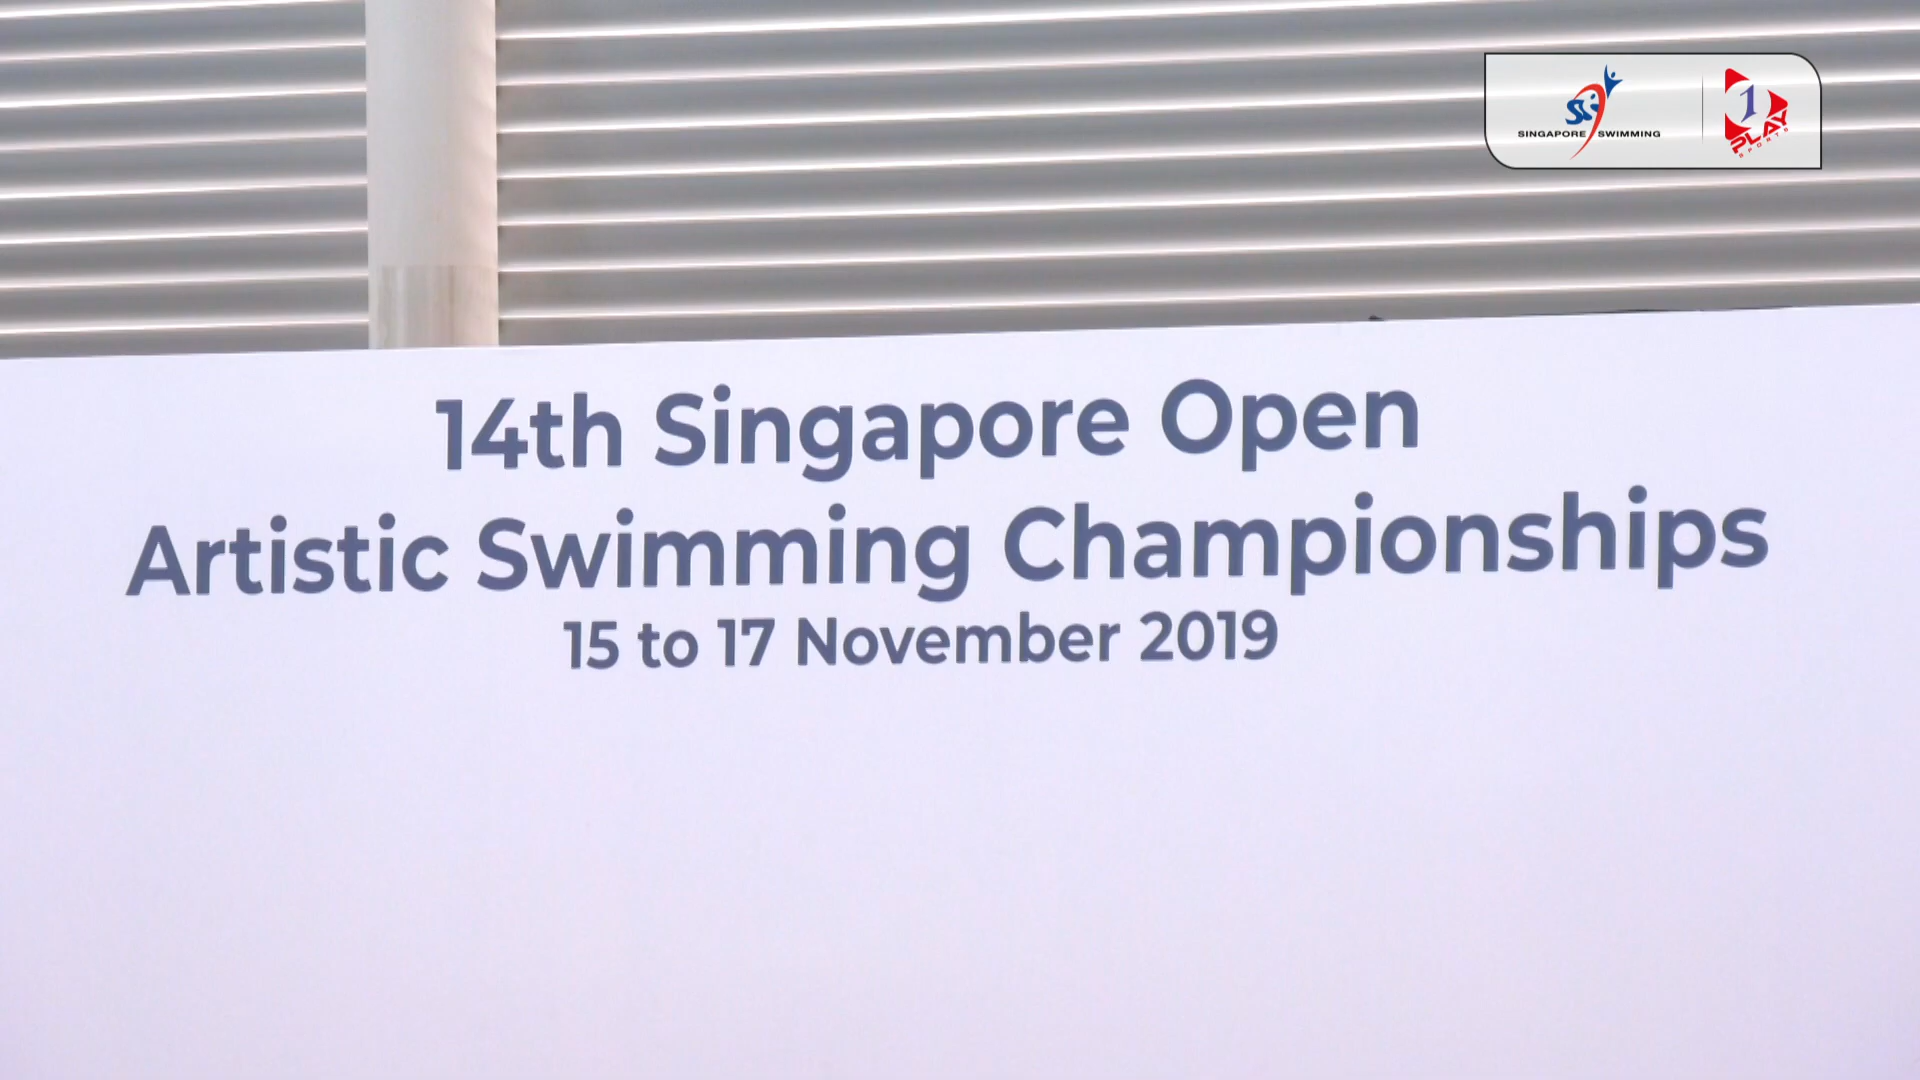 SINGAPORE SWIMMING
1
PLAY
SPORTS
14th Singapore Open
Artistic Swimming Championships
15 to 17 November 2019